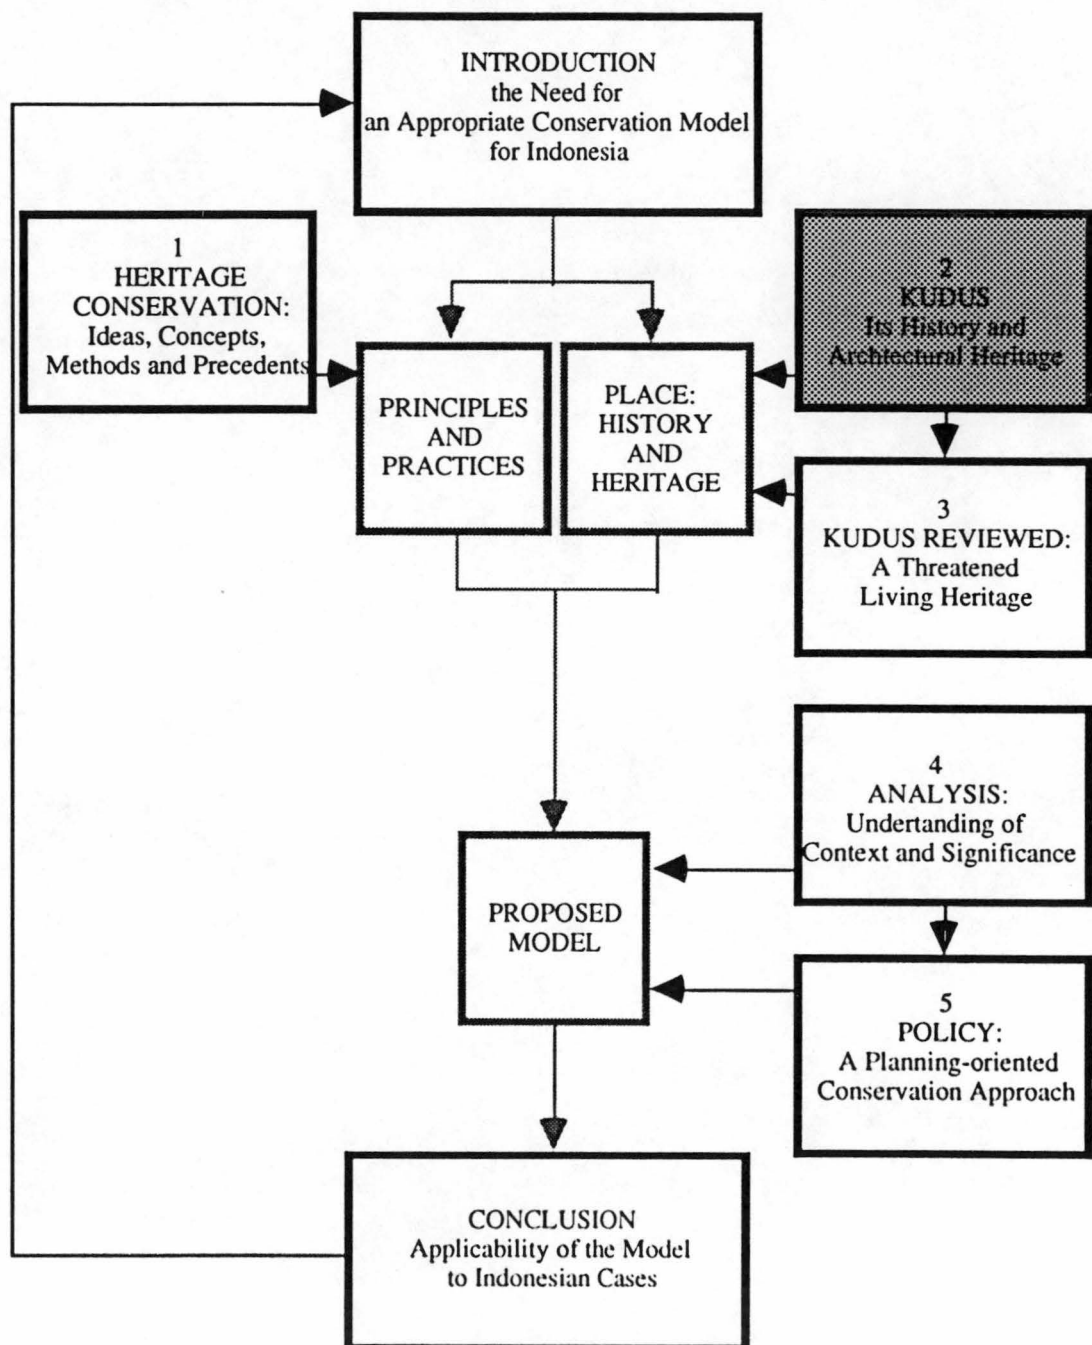 INTRODUCTION
the Need for
an Appropriate Conservation Model
for Indonesia
1
HERITAGE
CONSERVATION:
Ideas, Concepts,
Methods and Precedents
2
KUDUS
Its History and
Archtectural Heritage
PRINCIPLES
AND
PRACTICES
PLACE:
HISTORY
AND
HERITAGE
3
KUDUS REVIEWED:
A Threatened
Living Heritage
4
ANALYSIS:
Undertanding of
Context and Significance
PROPOSED
MODEL
5
POLICY:
A Planning-oriented
Conservation Approach
CONCLUSION
Applicability of the Model
to Indonesian Cases